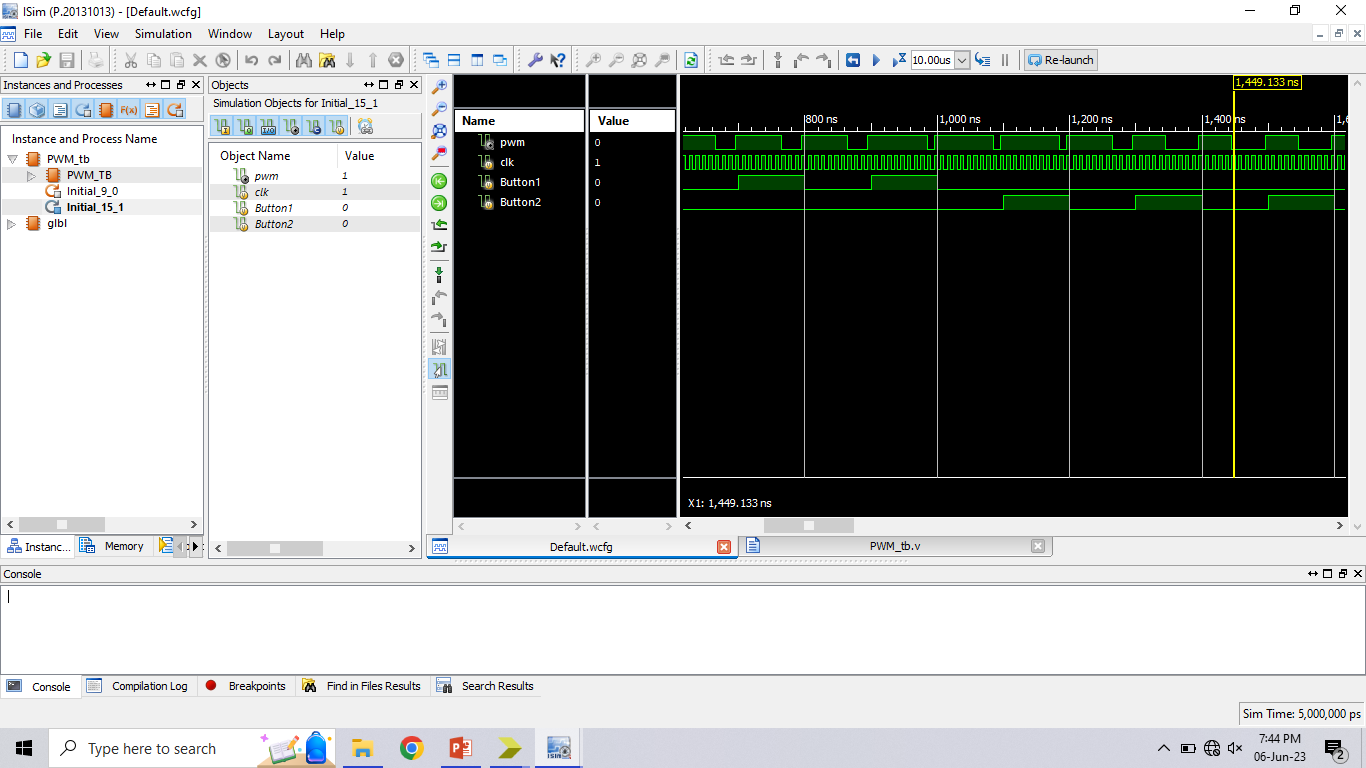 ISim (P.20131013) - [Default.wcfg]
File Edit View Simulation Window Layout Help
10.00us
Re-launch
Instances and Processes
Instance and Process Name
PWM_tb
PWM_TB
Initial_9_0
Initial_15_1
glbl
Instanc...
Memory
Objects
Simulation Objects for Initial_15_1
Object Name Value
pwm 1
clk 1
Button1 0
Button2 0
Name Value
pwm 0
clk 1
Button1 0
Button2 0
1,449.133 ns
800 ns 1,000 ns 1,200 ns 1,400 ns
X1: 1,449.133 ns
Default.wcfg PWM_tb.v
Console
Console Compilation Log Breakpoints Find in Files Results Search Results
Sim Time: 5,000,000 ps
Type here to search
ISim
7:44 PM
06-Jun-23
2